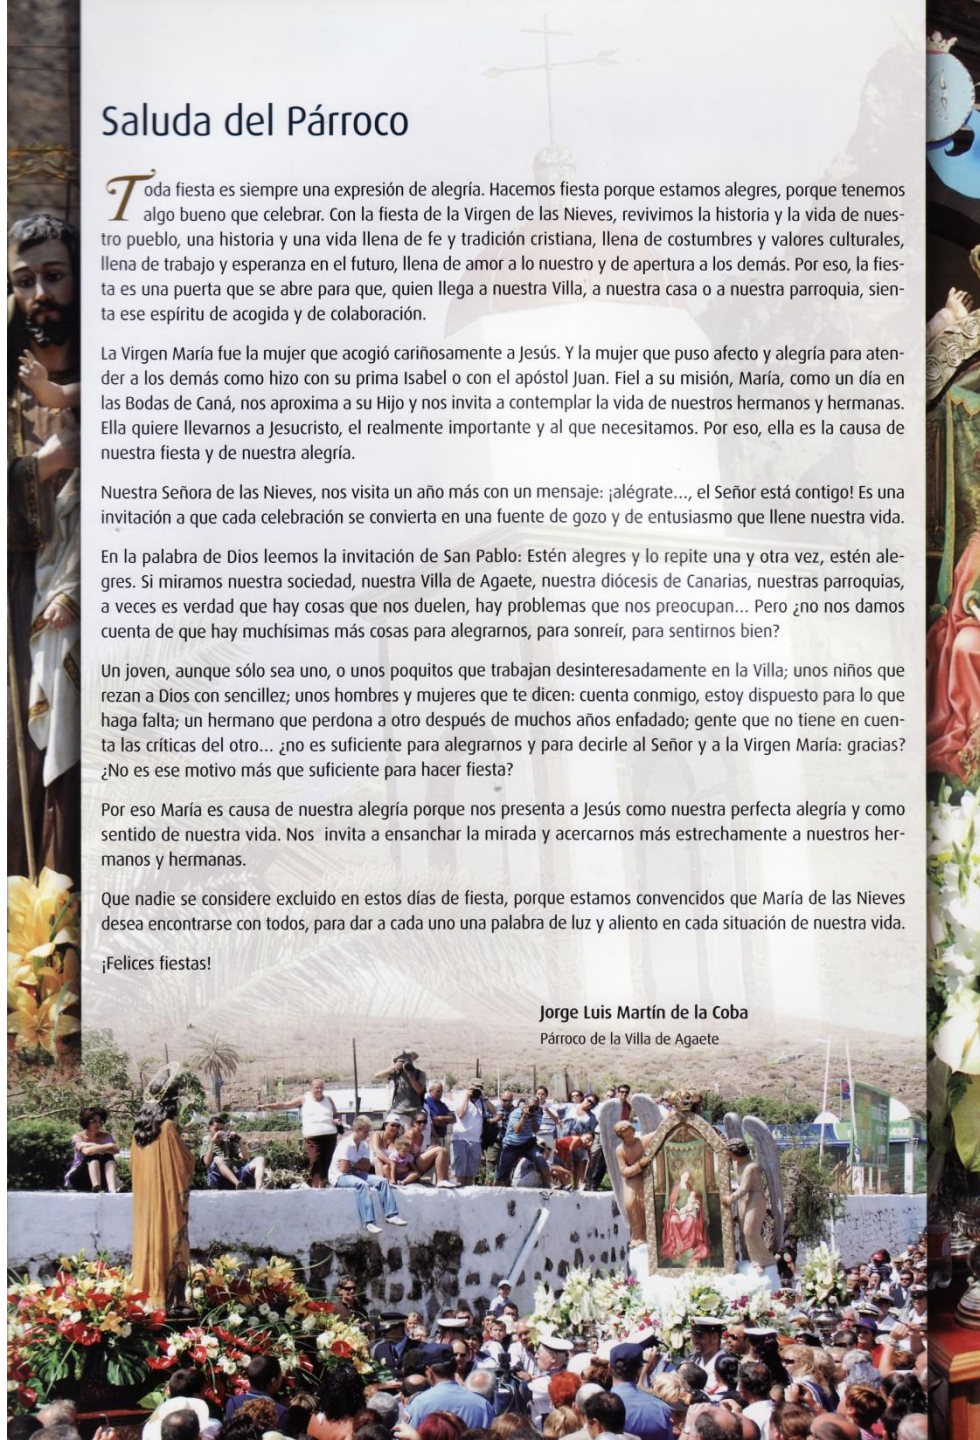 Saluda del Párroco
Toda fiesta es siempre una expresión de alegría. Hacemos fiesta porque estamos alegres, porque tenemos
algo bueno que celebrar. Con la fiesta de la Virgen de las Nieves, revivimos la historia y la vida de nues-
tro pueblo, una historia y una vida llena de fe y tradición cristiana, llena de costumbres y valores culturales,
llena de trabajo y esperanza en el futuro, llena de amor a lo nuestro y de apertura a los demás. Por eso, la fies-
ta es una puerta que se abre para que, quien llega a nuestra Villa, a nuestra casa o a nuestra parroquia, sien-
ta ese espíritu de acogida y de colaboración.
La Virgen María fue la mujer que acogió cariñosamente a Jesús. Y la mujer que puso afecto y alegría para aten-
der a los demás como hizo con su prima Isabel o con el apóstol Juan. Fiel a su misión, María, como un día en
las Bodas de Caná, nos aproxima a su Hijo y nos invita a contemplar la vida de nuestros hermanos y hermanas.
Ella quiere llevarnos a Jesucristo, el realmente importante y al que necesitamos. Por eso, ella es la causa de
nuestra fiesta y de nuestra alegría.
Nuestra Señora de las Nieves, nos visita un año más con un mensaje: ¡alégrate..., el Señor está contigo! Es una
invitación a que cada celebración se convierta en una fuente de gozo y de entusiasmo que llene nuestra vida.
En la palabra de Dios leemos la invitación de San Pablo: Estén alegres y lo repite una y otra vez, estén ale-
gres. Si miramos nuestra sociedad, nuestra Villa de Agaete, nuestra diócesis de Canarias, nuestras parroquias,
a veces es verdad que hay cosas que nos duelen, hay problemas que nos preocupan... Pero ¿no nos damos
cuenta de que hay muchísimas más cosas para alegrarnos, para sonreír, para sentirnos bien?
Un joven, aunque sólo sea uno, o unos poquitos que trabajan desinteresadamente en la Villa; unos niños que
rezan a Dios con sencillez; unos hombres y mujeres que te dicen: cuenta conmigo, estoy dispuesto para lo que
haga falta; un hermano que perdona a otro después de muchos años enfadado; gente que no tiene en cuen-
ta las críticas del otro... ¿no es suficiente para alegrarnos y para decirle al Señor y a la Virgen María: gracias?
¿No es ese motivo más que suficiente para hacer fiesta?
Por eso María es causa de nuestra alegría porque nos presenta a Jesús como nuestra perfecta alegría y como
sentido de nuestra vida. Nos invita a ensanchar la mirada y acercarnos más estrechamente a nuestros her-
manos y hermanas.
Que nadie se considere excluido en estos días de fiesta, porque estamos convencidos que María de las Nieves
desea encontrarse con todos, para dar a cada uno una palabra de luz y aliento en cada situación de nuestra vida.
¡Felices fiestas!
Jorge Luis Martín de la Coba
Párroco de la Villa de Agaete